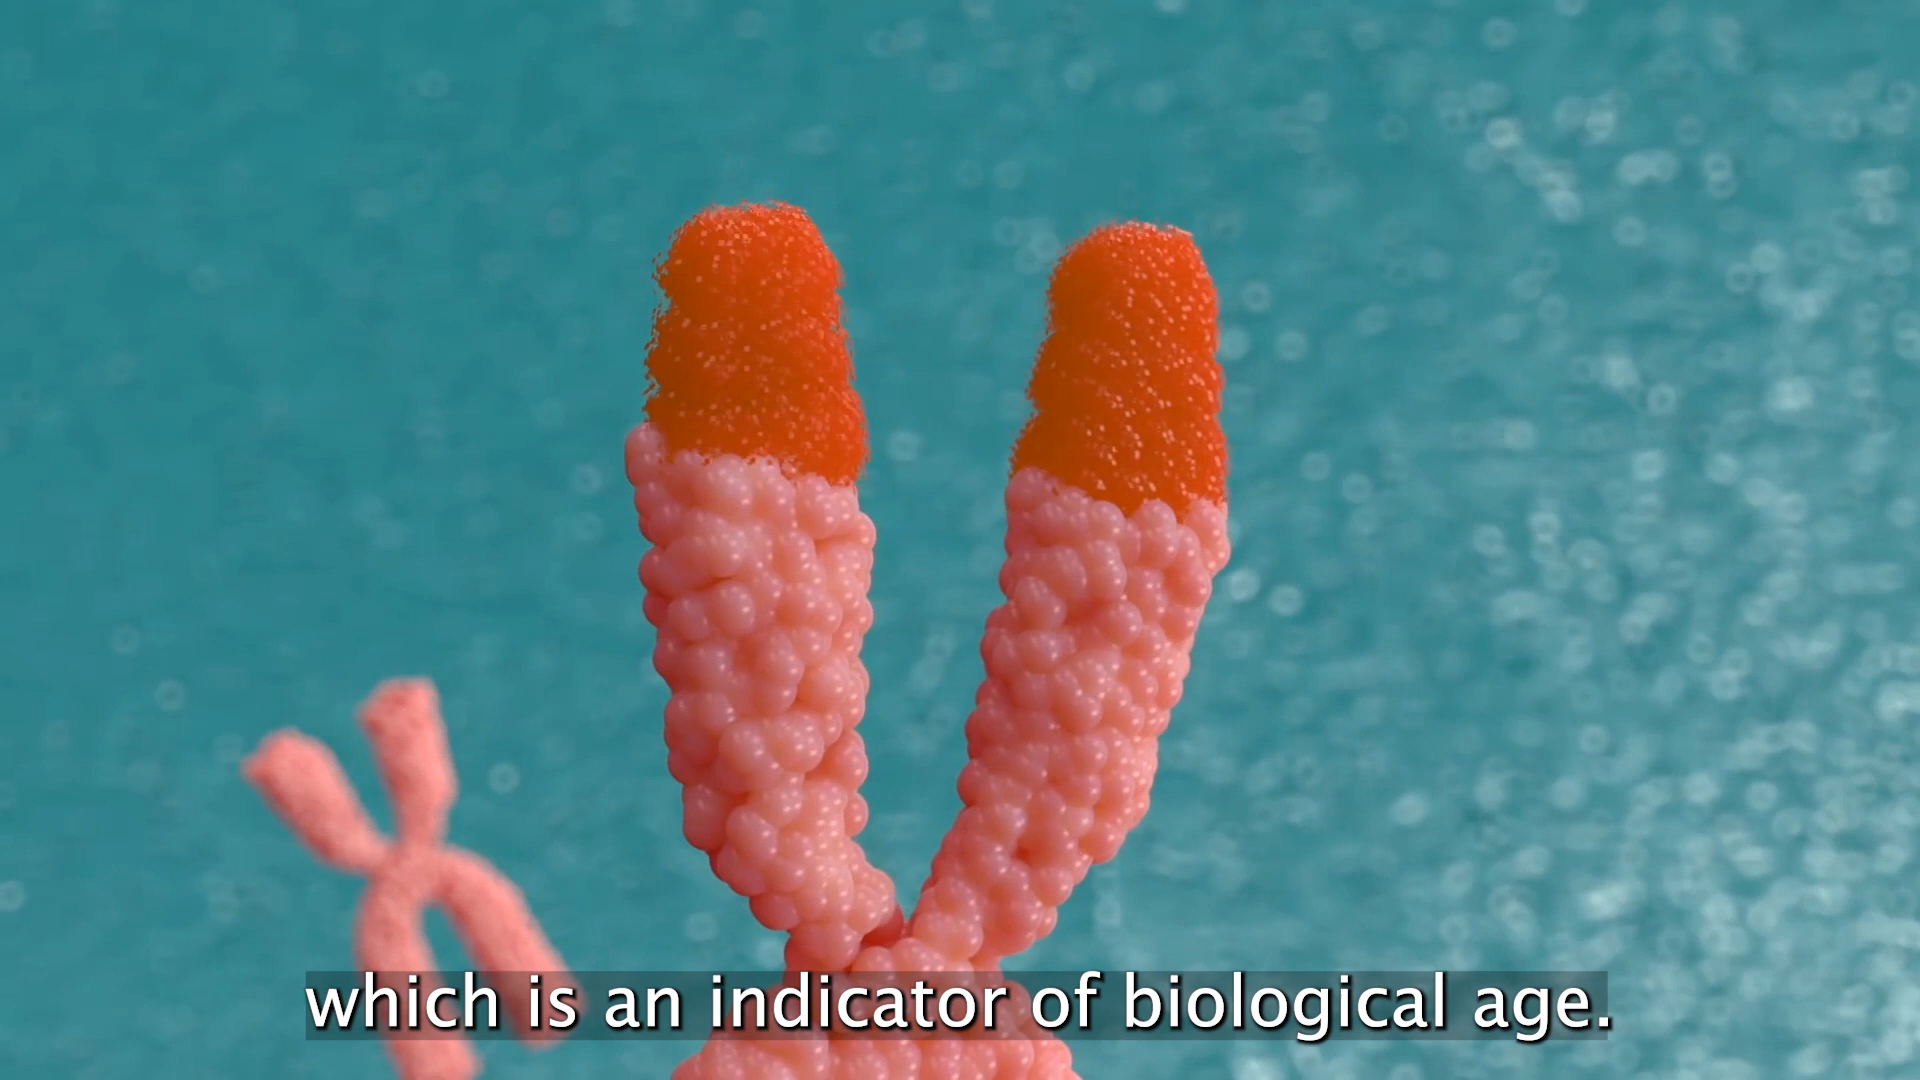 which is an indicator of biological age.